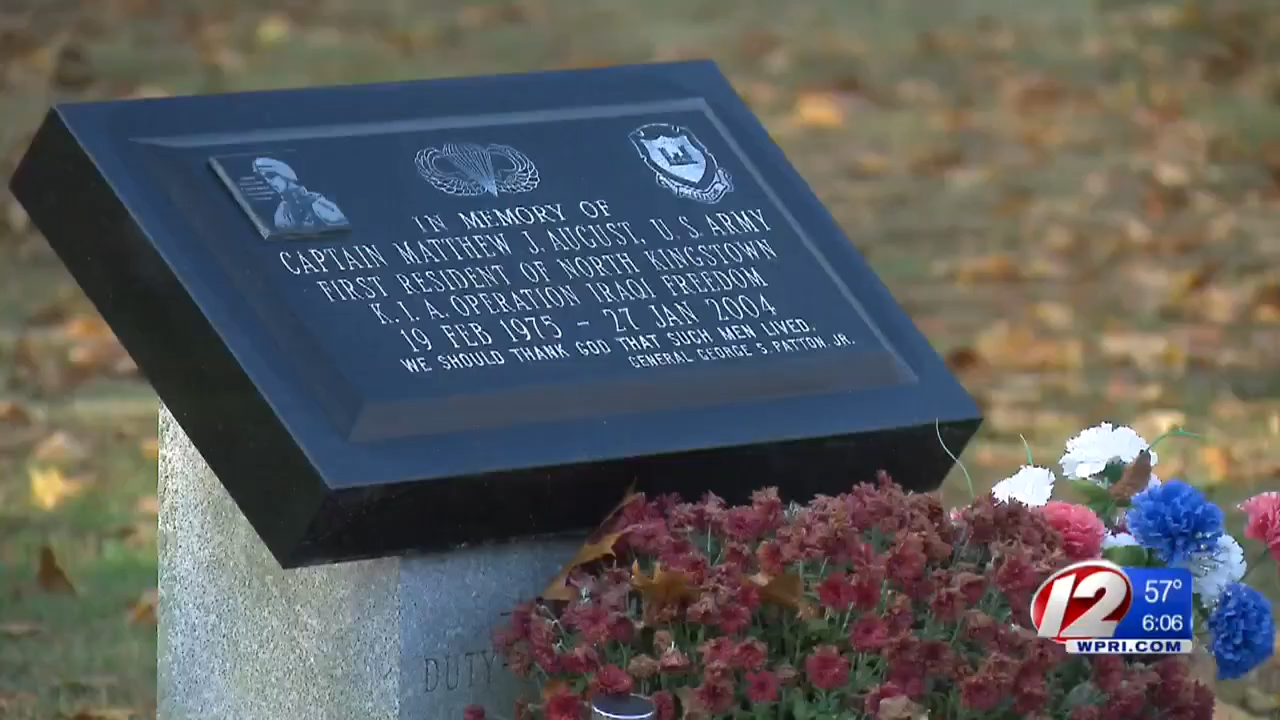 IN MEMORY OF
CAPTAIN MATTHEW J. AUGUST, U. S. ARMY
FIRST RESIDENT OF NORTH KINGSTOWN
K. I. A. OPERATION IRAQI FREEDOM
19 FEB 1975 - 27 JAN 2004
WE SHOULD THANK GOD THAT SUCH MEN LIVED.
GENERAL GEORGE S. PATTON, JR.
DUTY
12
57°
6:06
WPRI.COM